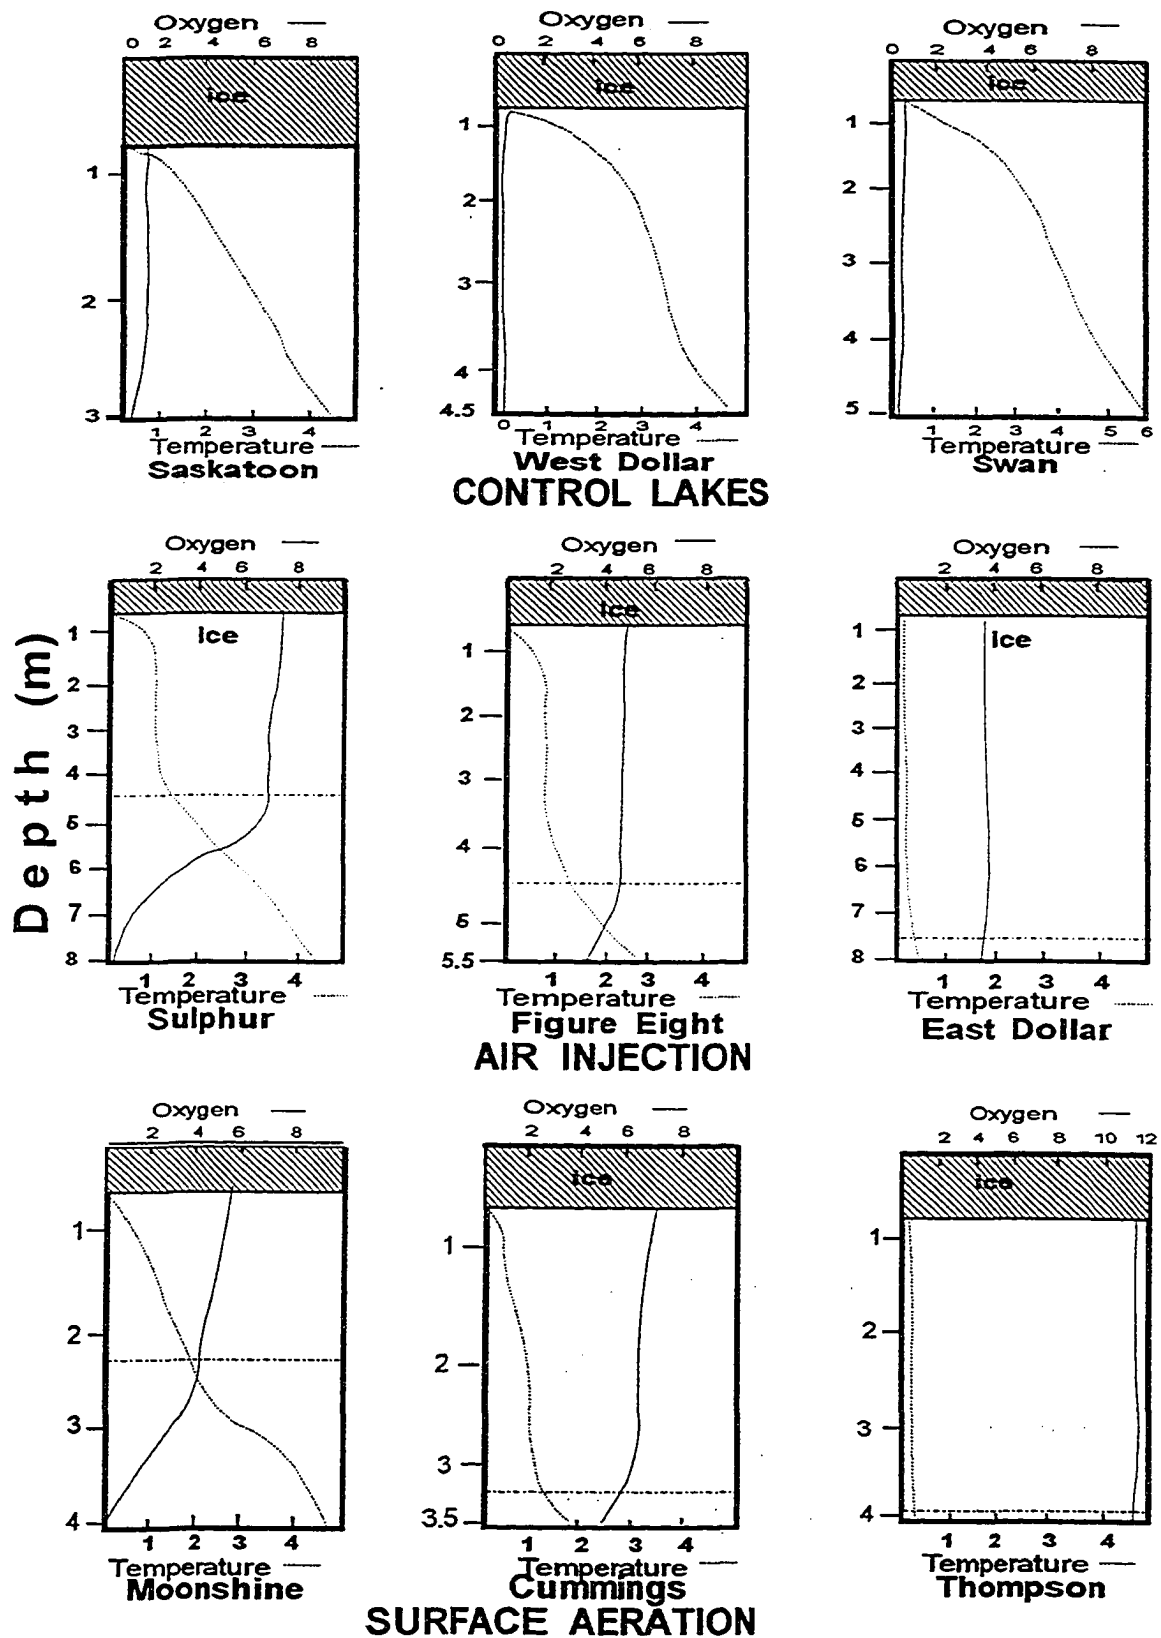 Oxygen
0 2 4 6 8
ice
1
2
3
1 2 3 4
Temperature
Saskatoon
Oxygen
0 2 4 6 8
ice
1
2
3
4
4.5
0 1 2 4
Temperature
West Dollar
Oxygen
0 2 4 6 8
ice
1
2
3
4
5
1 2 3 4 5 6
Temperature
Swan
CONTROL LAKES
Depth (m)
Oxygen
2 4 6 8
ice
1
2
3
4
5
6
7
8
1 2 3 4
Temperature
Sulphur
Oxygen
2 4 6 8
ice
1
2
3
4
5
5.5
1 2 3 4
Temperature
Figure Eight
Oxygen
2 4 6 8
ice
1
2
3
4
5
6
7
8
1 2 3 4
Temperature
East Dollar
AIR INJECTION
Oxygen
2 4 6 8
1
2
3
4
1 2 3 4
Temperature
Moonshine
Oxygen
2 4 6 8
ice
1
2
3
3.5
1 2 3 4
Temperature
Cummings
Oxygen
2 4 6 8 10 12
ice
1
2
3
4
1 2 3 4
Temperature
Thompson
SURFACE AERATION